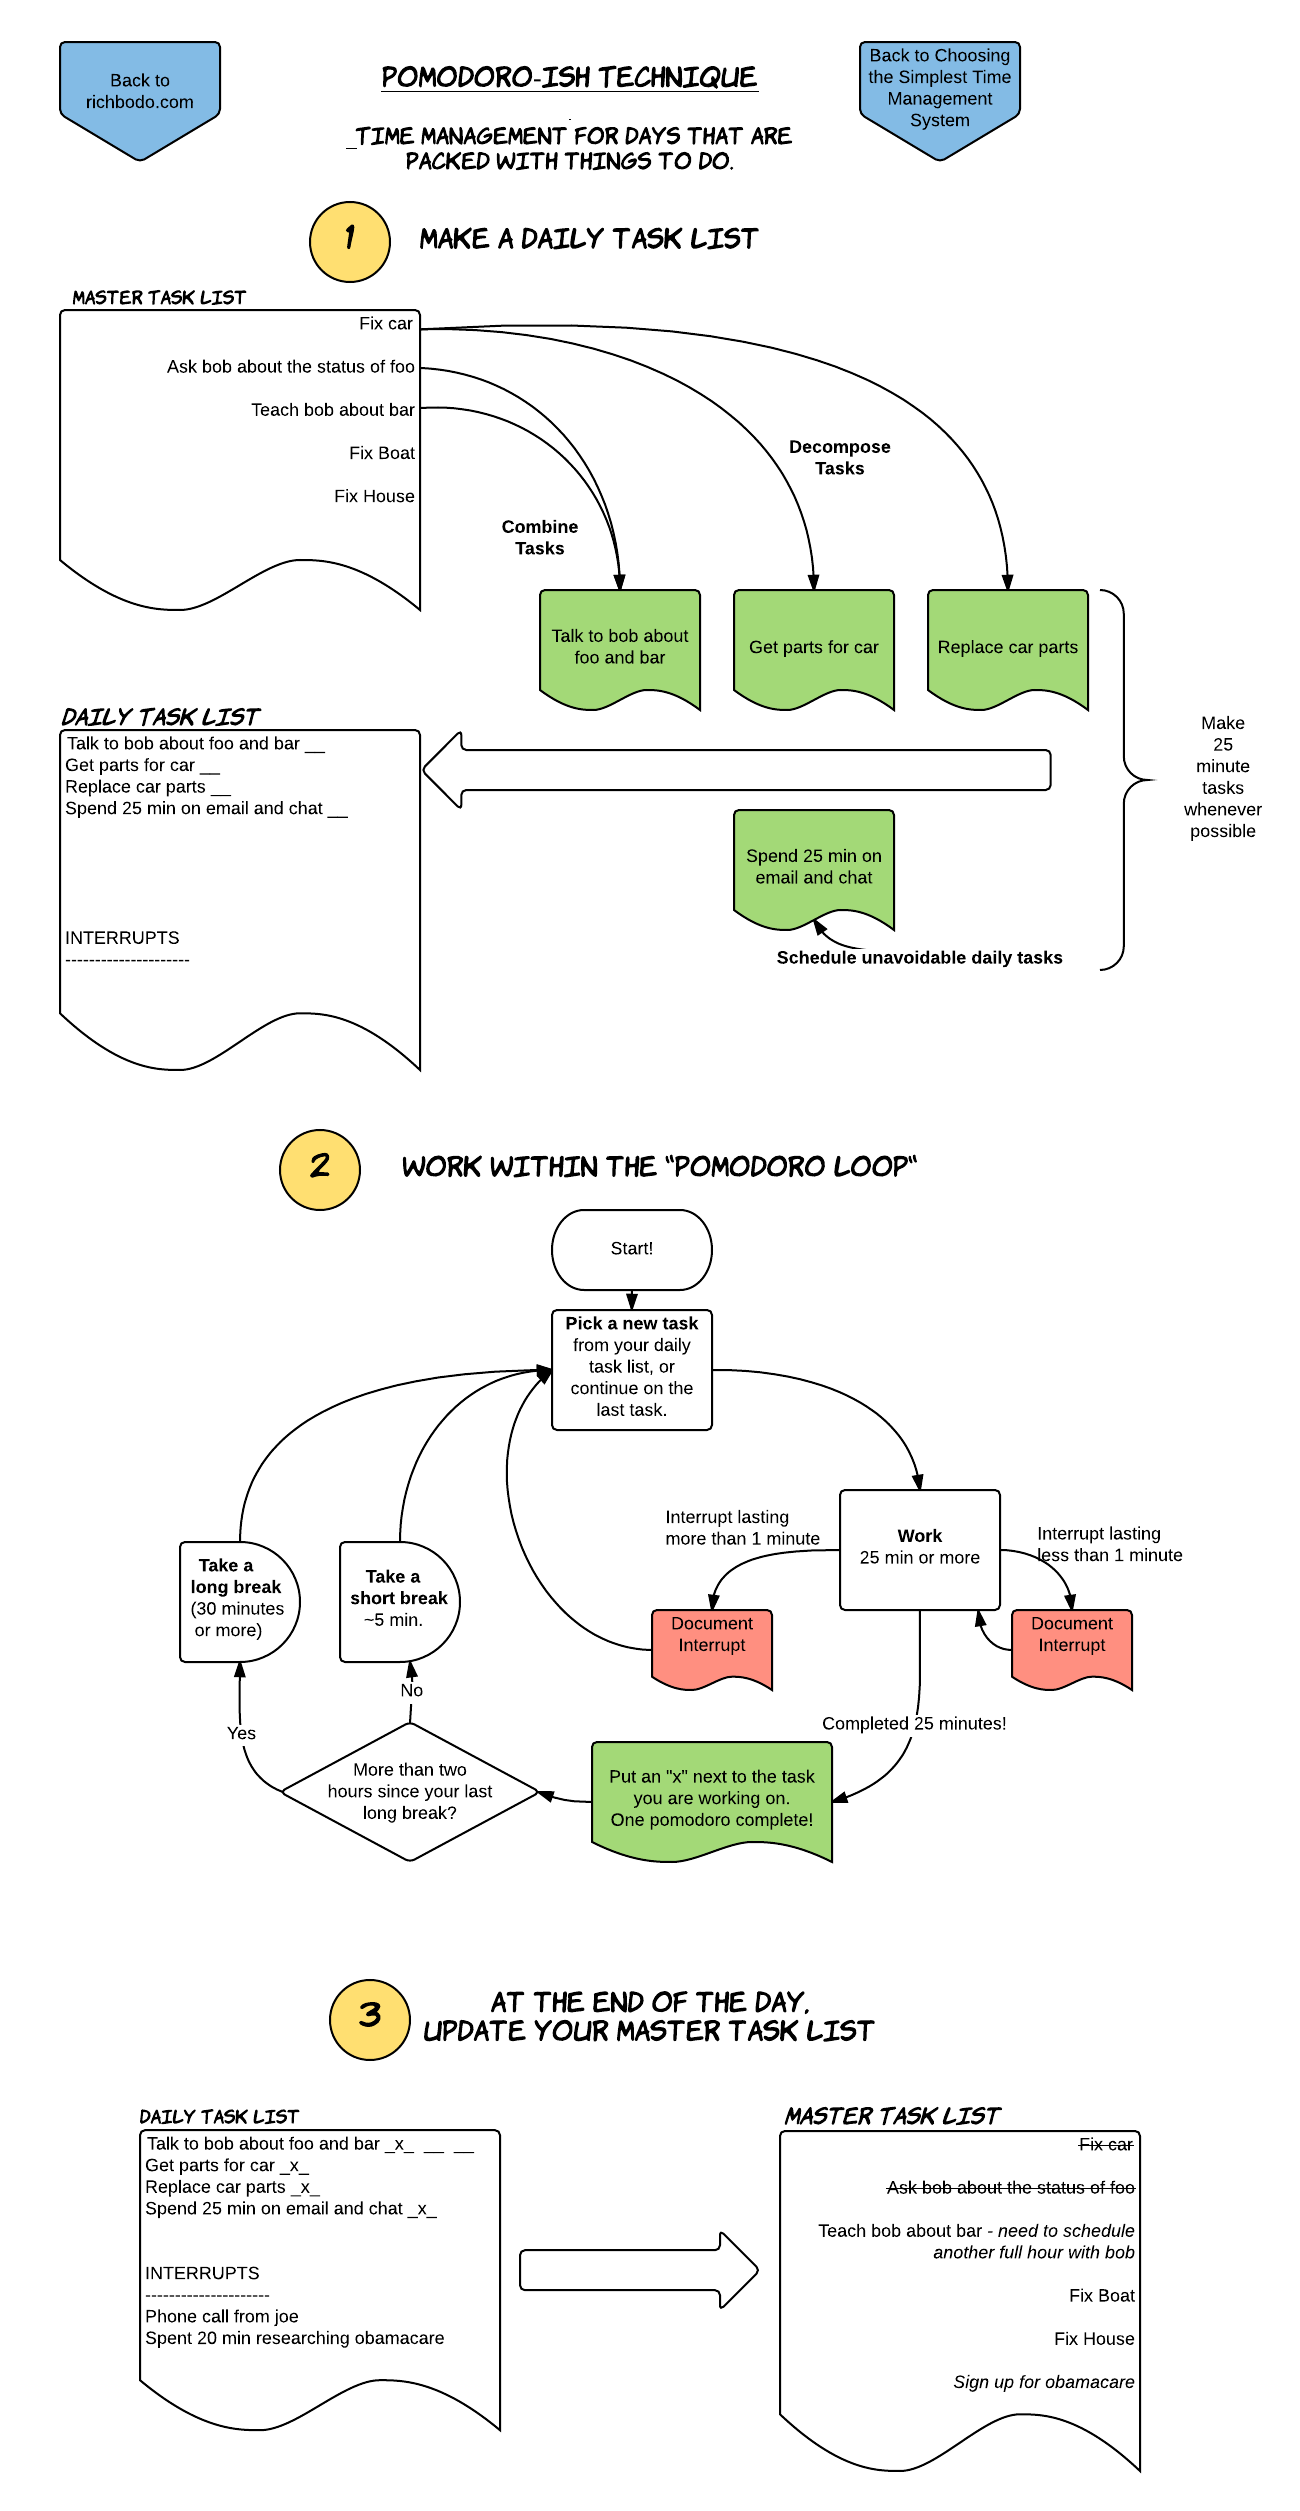 Back to
richbodo.com
POMODORO-ISH TECHNIQUE
_TIME MANAGEMENT FOR DAYS THAT ARE
PACKED WITH THINGS TO DO.
Back to Choosing
the Simplest Time
Management
System
1
MAKE A DAILY TASK LIST
MASTER TASK LIST
Fix car
Ask bob about the status of foo
Teach bob about bar
Fix Boat
Fix House
Decompose
Tasks
Combine
Tasks
Talk to bob about
foo and bar
Get parts for car
Replace car parts
Make
25
minute
tasks
whenever
possible
DAILY TASK LIST
Talk to bob about foo and bar __
Get parts for car __
Replace car parts __
Spend 25 min on email and chat __
INTERRUPTS
---------------------
Spend 25 min on
email and chat
Schedule unavoidable daily tasks
2
WORK WITHIN THE "POMODORO LOOP"
Start!
Pick a new task
from your daily
task list, or
continue on the
last task.
Interrupt lasting
more than 1 minute
Work
25 min or more
Interrupt lasting
less than 1 minute
Take a
long break
(30 minutes
or more)
Take a
short break
~5 min.
Document
Interrupt
Document
Interrupt
No
Yes
Completed 25 minutes!
More than two
hours since your last
long break?
Put an "x" next to the task
you are working on.
One pomodoro complete!
3
AT THE END OF THE DAY,
UPDATE YOUR MASTER TASK LIST
DAILY TASK LIST
Talk to bob about foo and bar _x_ __ __
Get parts for car _x_
Replace car parts _x_
Spend 25 min on email and chat _x_
INTERRUPTS
---------------------
Phone call from joe
Spent 20 min researching obamacare
MASTER TASK LIST
Fix car
Ask bob about the status of foo
Teach bob about bar - need to schedule
another full hour with bob
Fix Boat
Fix House
Sign up for obamacare